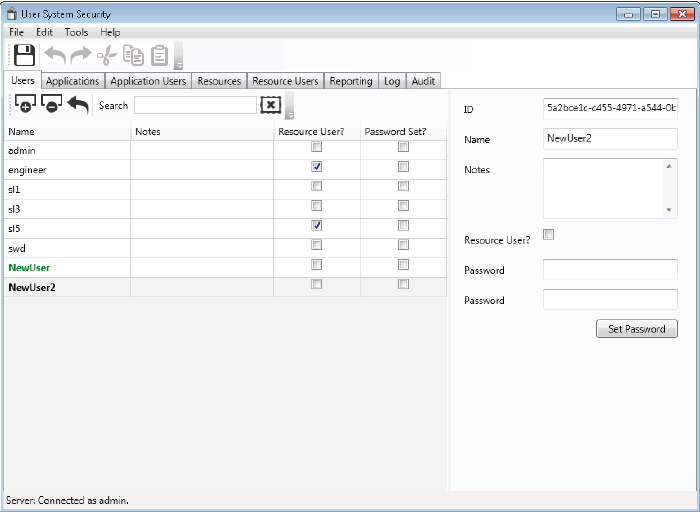 User System Security
File Edit Tools Help
Users Applications Application Users Resources Resource Users Reporting Log Audit
Search
Name Notes Resource User? Password Set?
admin
engineer
sl1
sl3
sl5
swd
NewUser
NewUser2
ID 5a2bce1c-c455-4971-a544-0b
Name NewUser2
Notes
Resource User?
Password
Password
Set Password
Server: Connected as admin.